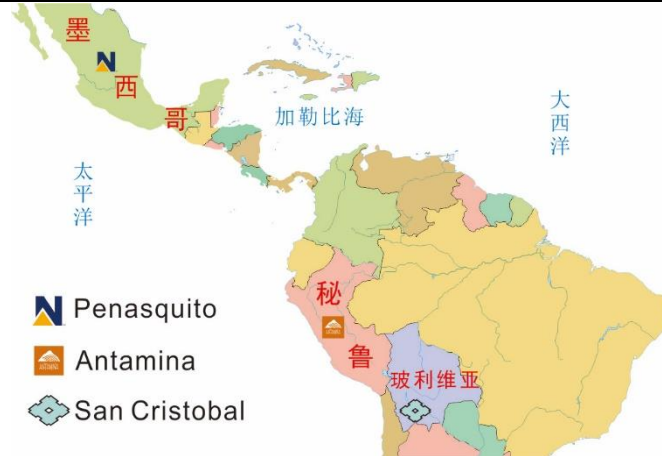 墨
西
哥
加勒比海
大西洋
太平洋
秘
鲁
玻利维亚
Penasquito
Antamina
San Cristobal